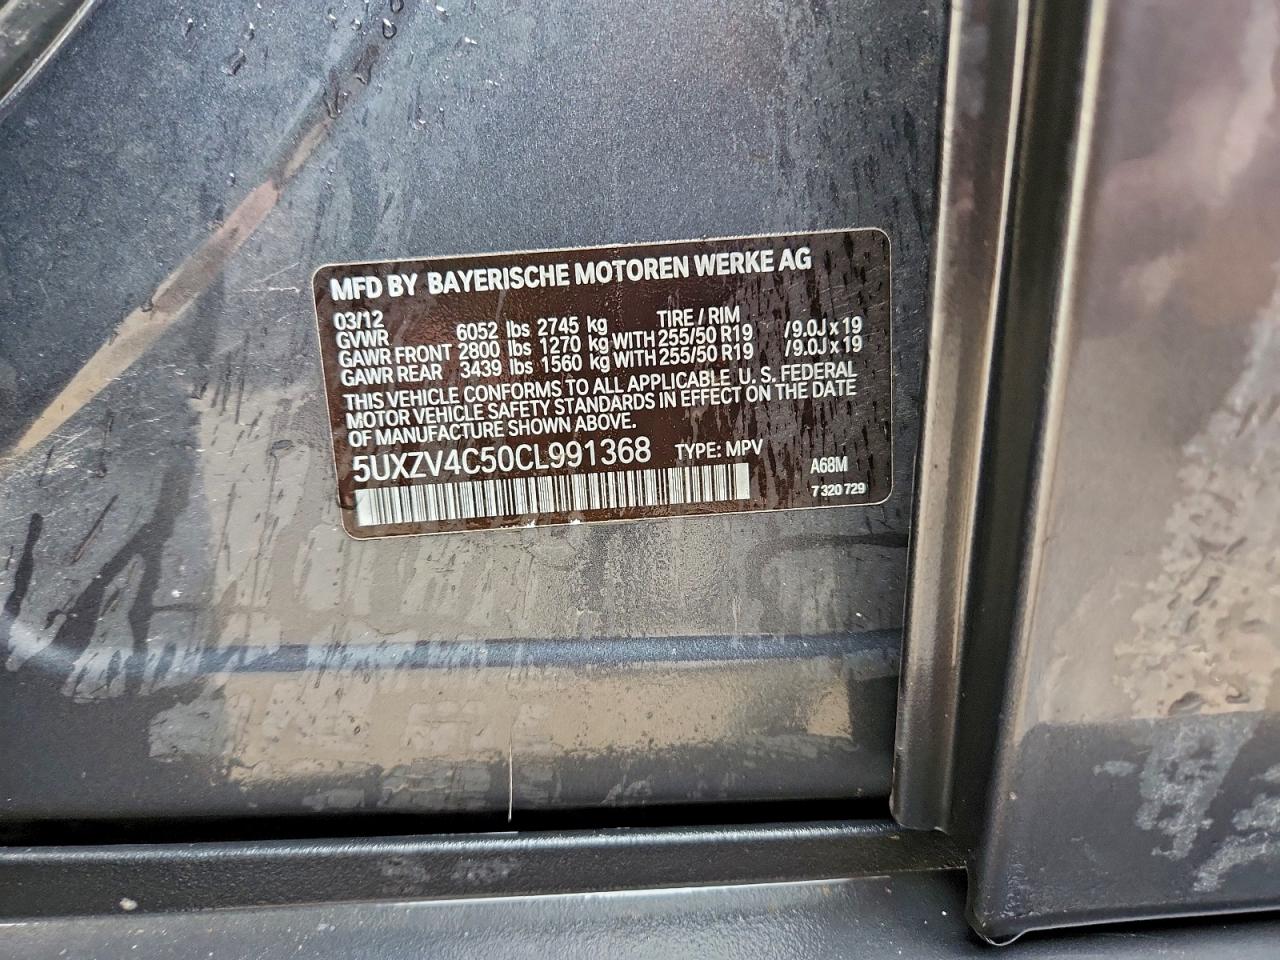 MFD BY BAYERISCHE MOTOREN WERKE AG
03/12 TIRE / RIM
GVWR 6052 lbs 2745 kg
GAWR FRONT 2800 lbs 1270 kg WITH 255/50 R19 /9.0J x 19
GAWR REAR 3439 lbs 1560 kg WITH 255/50 R19 /9.0J x 19
THIS VEHICLE CONFORMS TO ALL APPLICABLE U. S. FEDERAL
MOTOR VEHICLE SAFETY STANDARDS IN EFFECT ON THE DATE
OF MANUFACTURE SHOWN ABOVE.
5UXZV4C50CL991368 TYPE: MPV
A68M
7 320 729